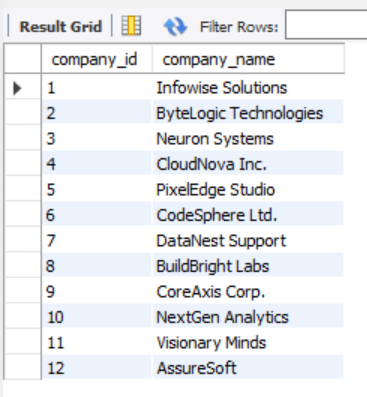 Result Grid Filter Rows:
company_id company_name
1 Infowise Solutions
2 ByteLogic Technologies
3 Neuron Systems
4 CloudNova Inc.
5 PixelEdge Studio
6 CodeSphere Ltd.
7 DataNest Support
8 BuildBright Labs
9 CoreAxis Corp.
10 NextGen Analytics
11 Visionary Minds
12 AssureSoft